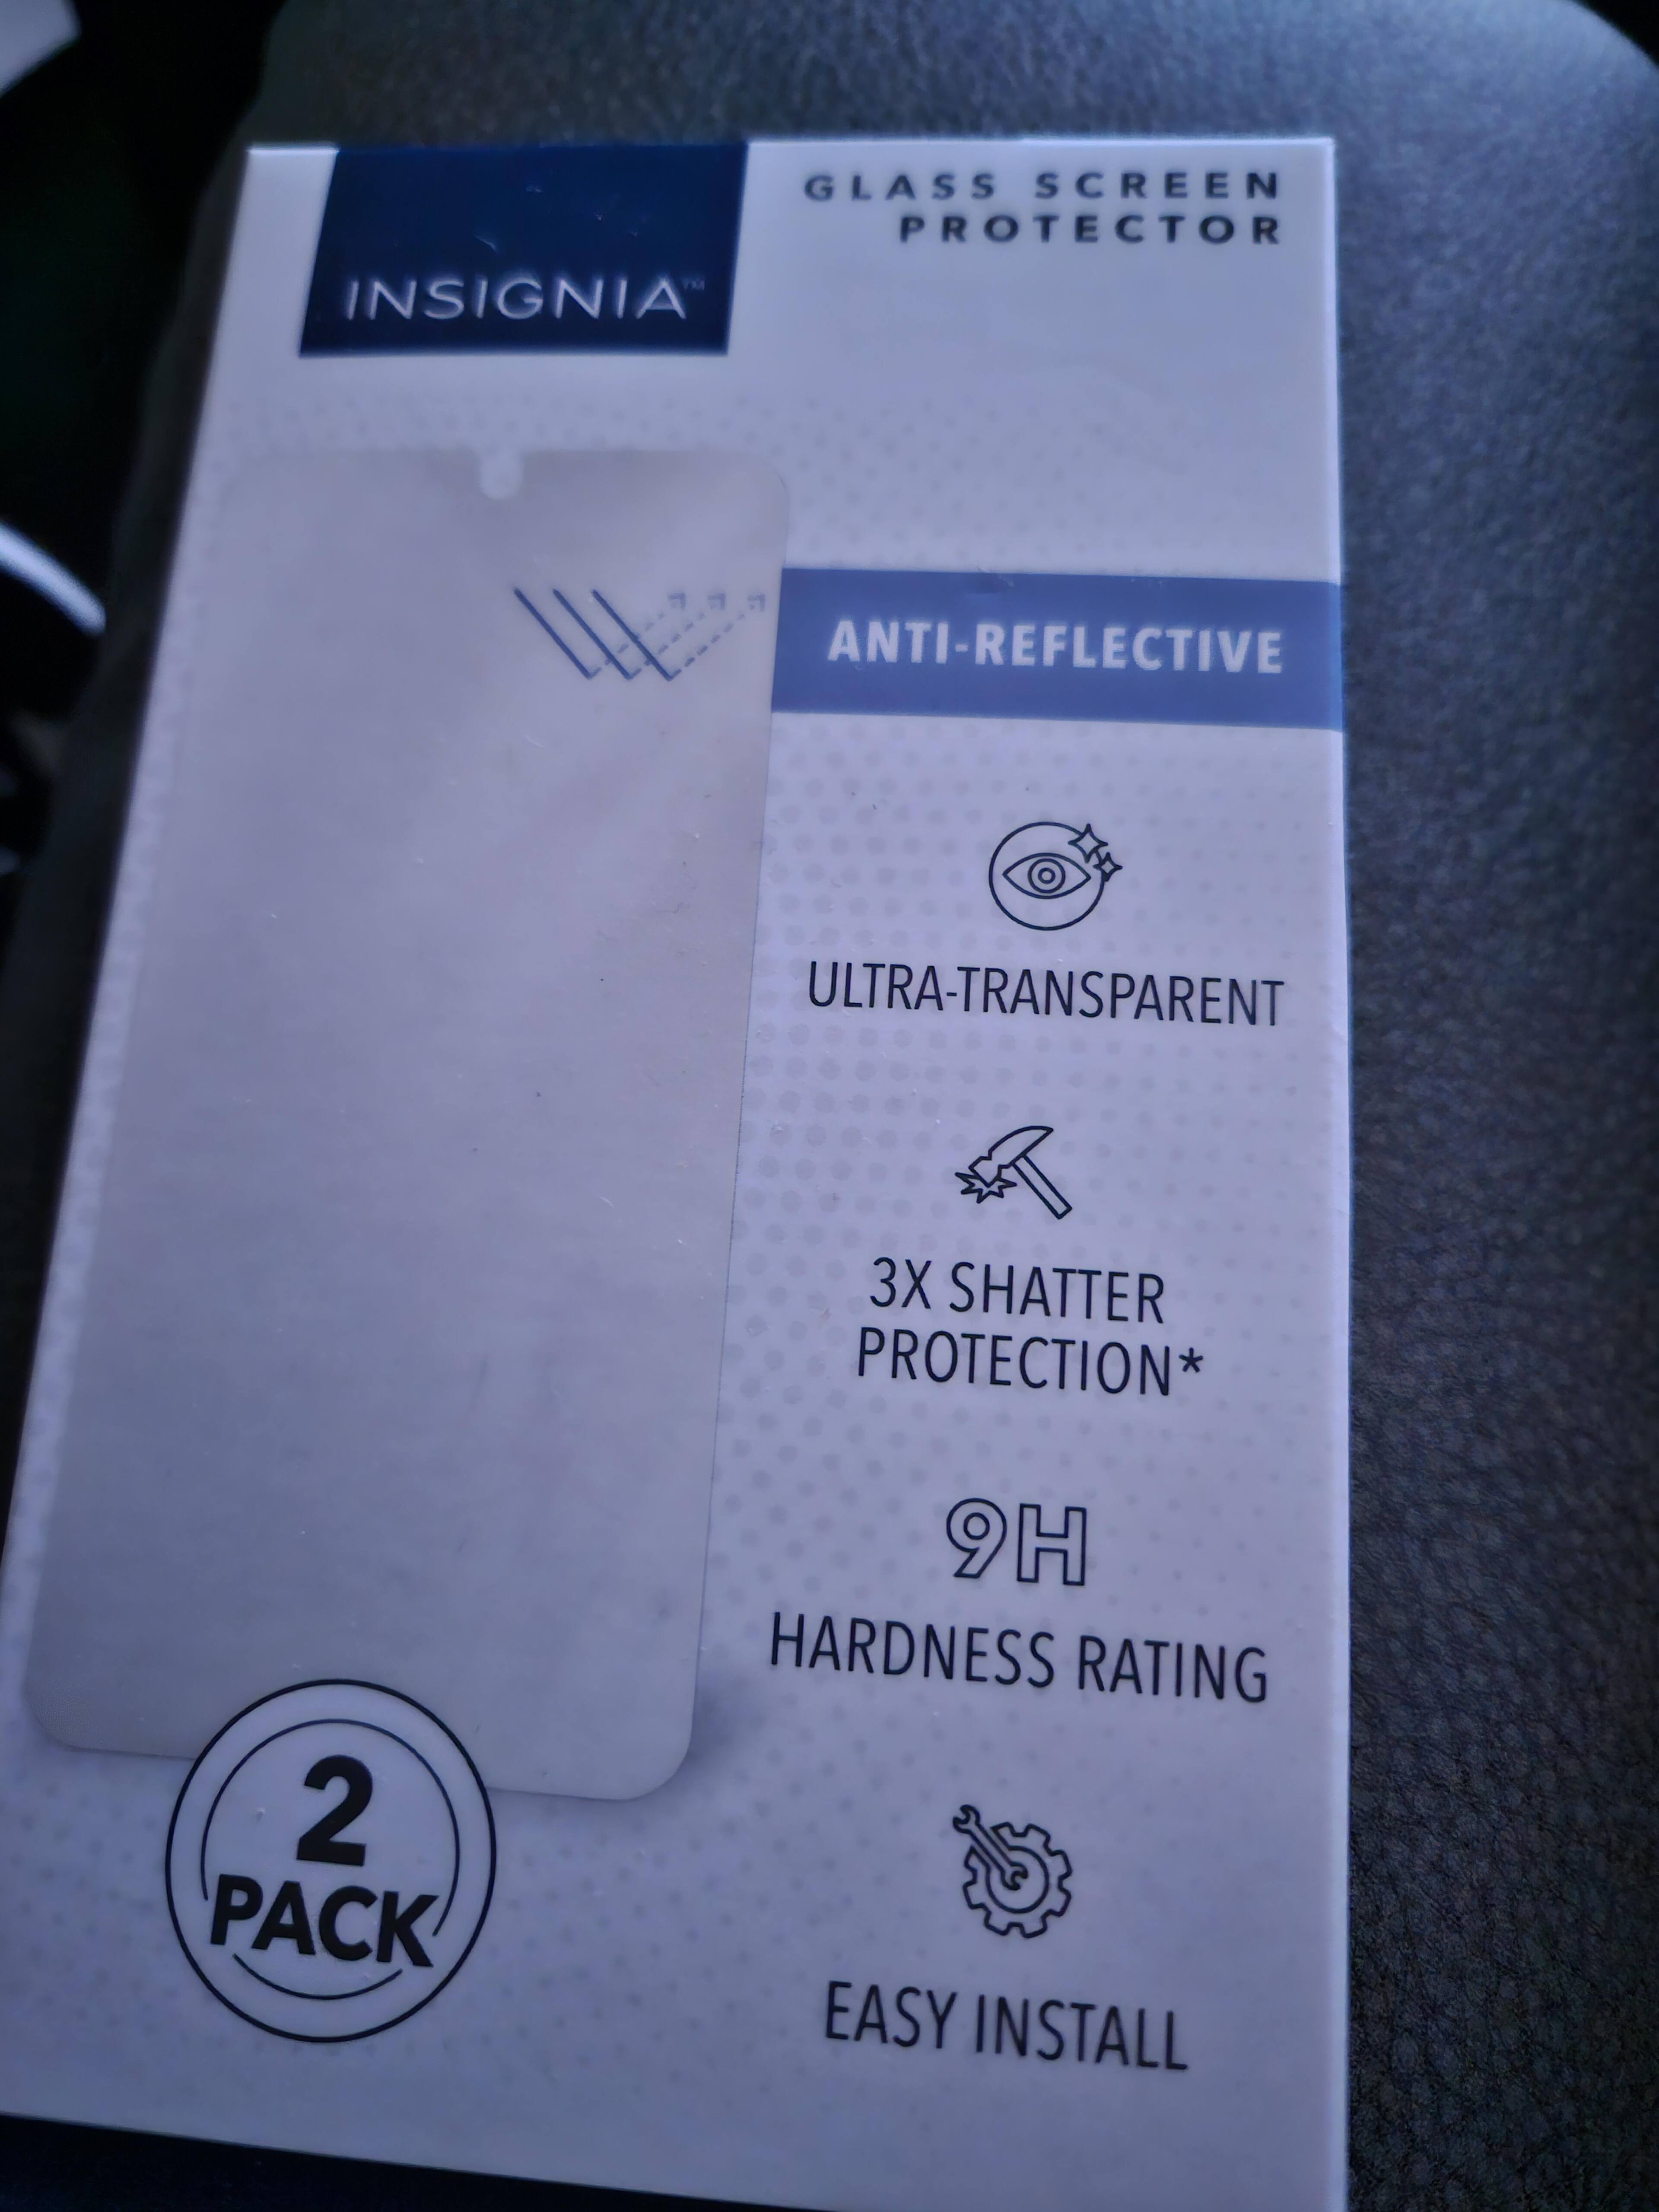 INSIGNIA™
GLASS SCREEN
PROTECTOR
ANTI-REFLECTIVE
ULTRA-TRANSPARENT
3X SHATTER
PROTECTION*
9H
HARDNESS RATING
2
PACK
EASY INSTALL